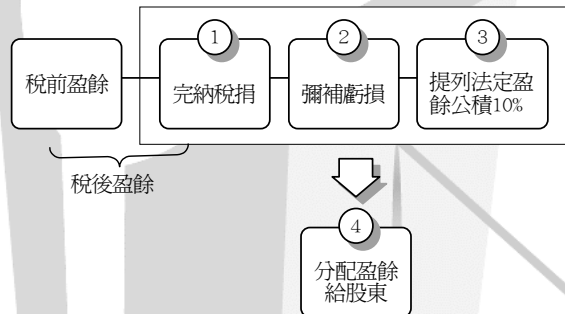 1
2
3
稅前盈餘
完納稅捐
彌補虧損
提列法定盈
餘公積10%
稅後盈餘
4
分配盈餘
給股東